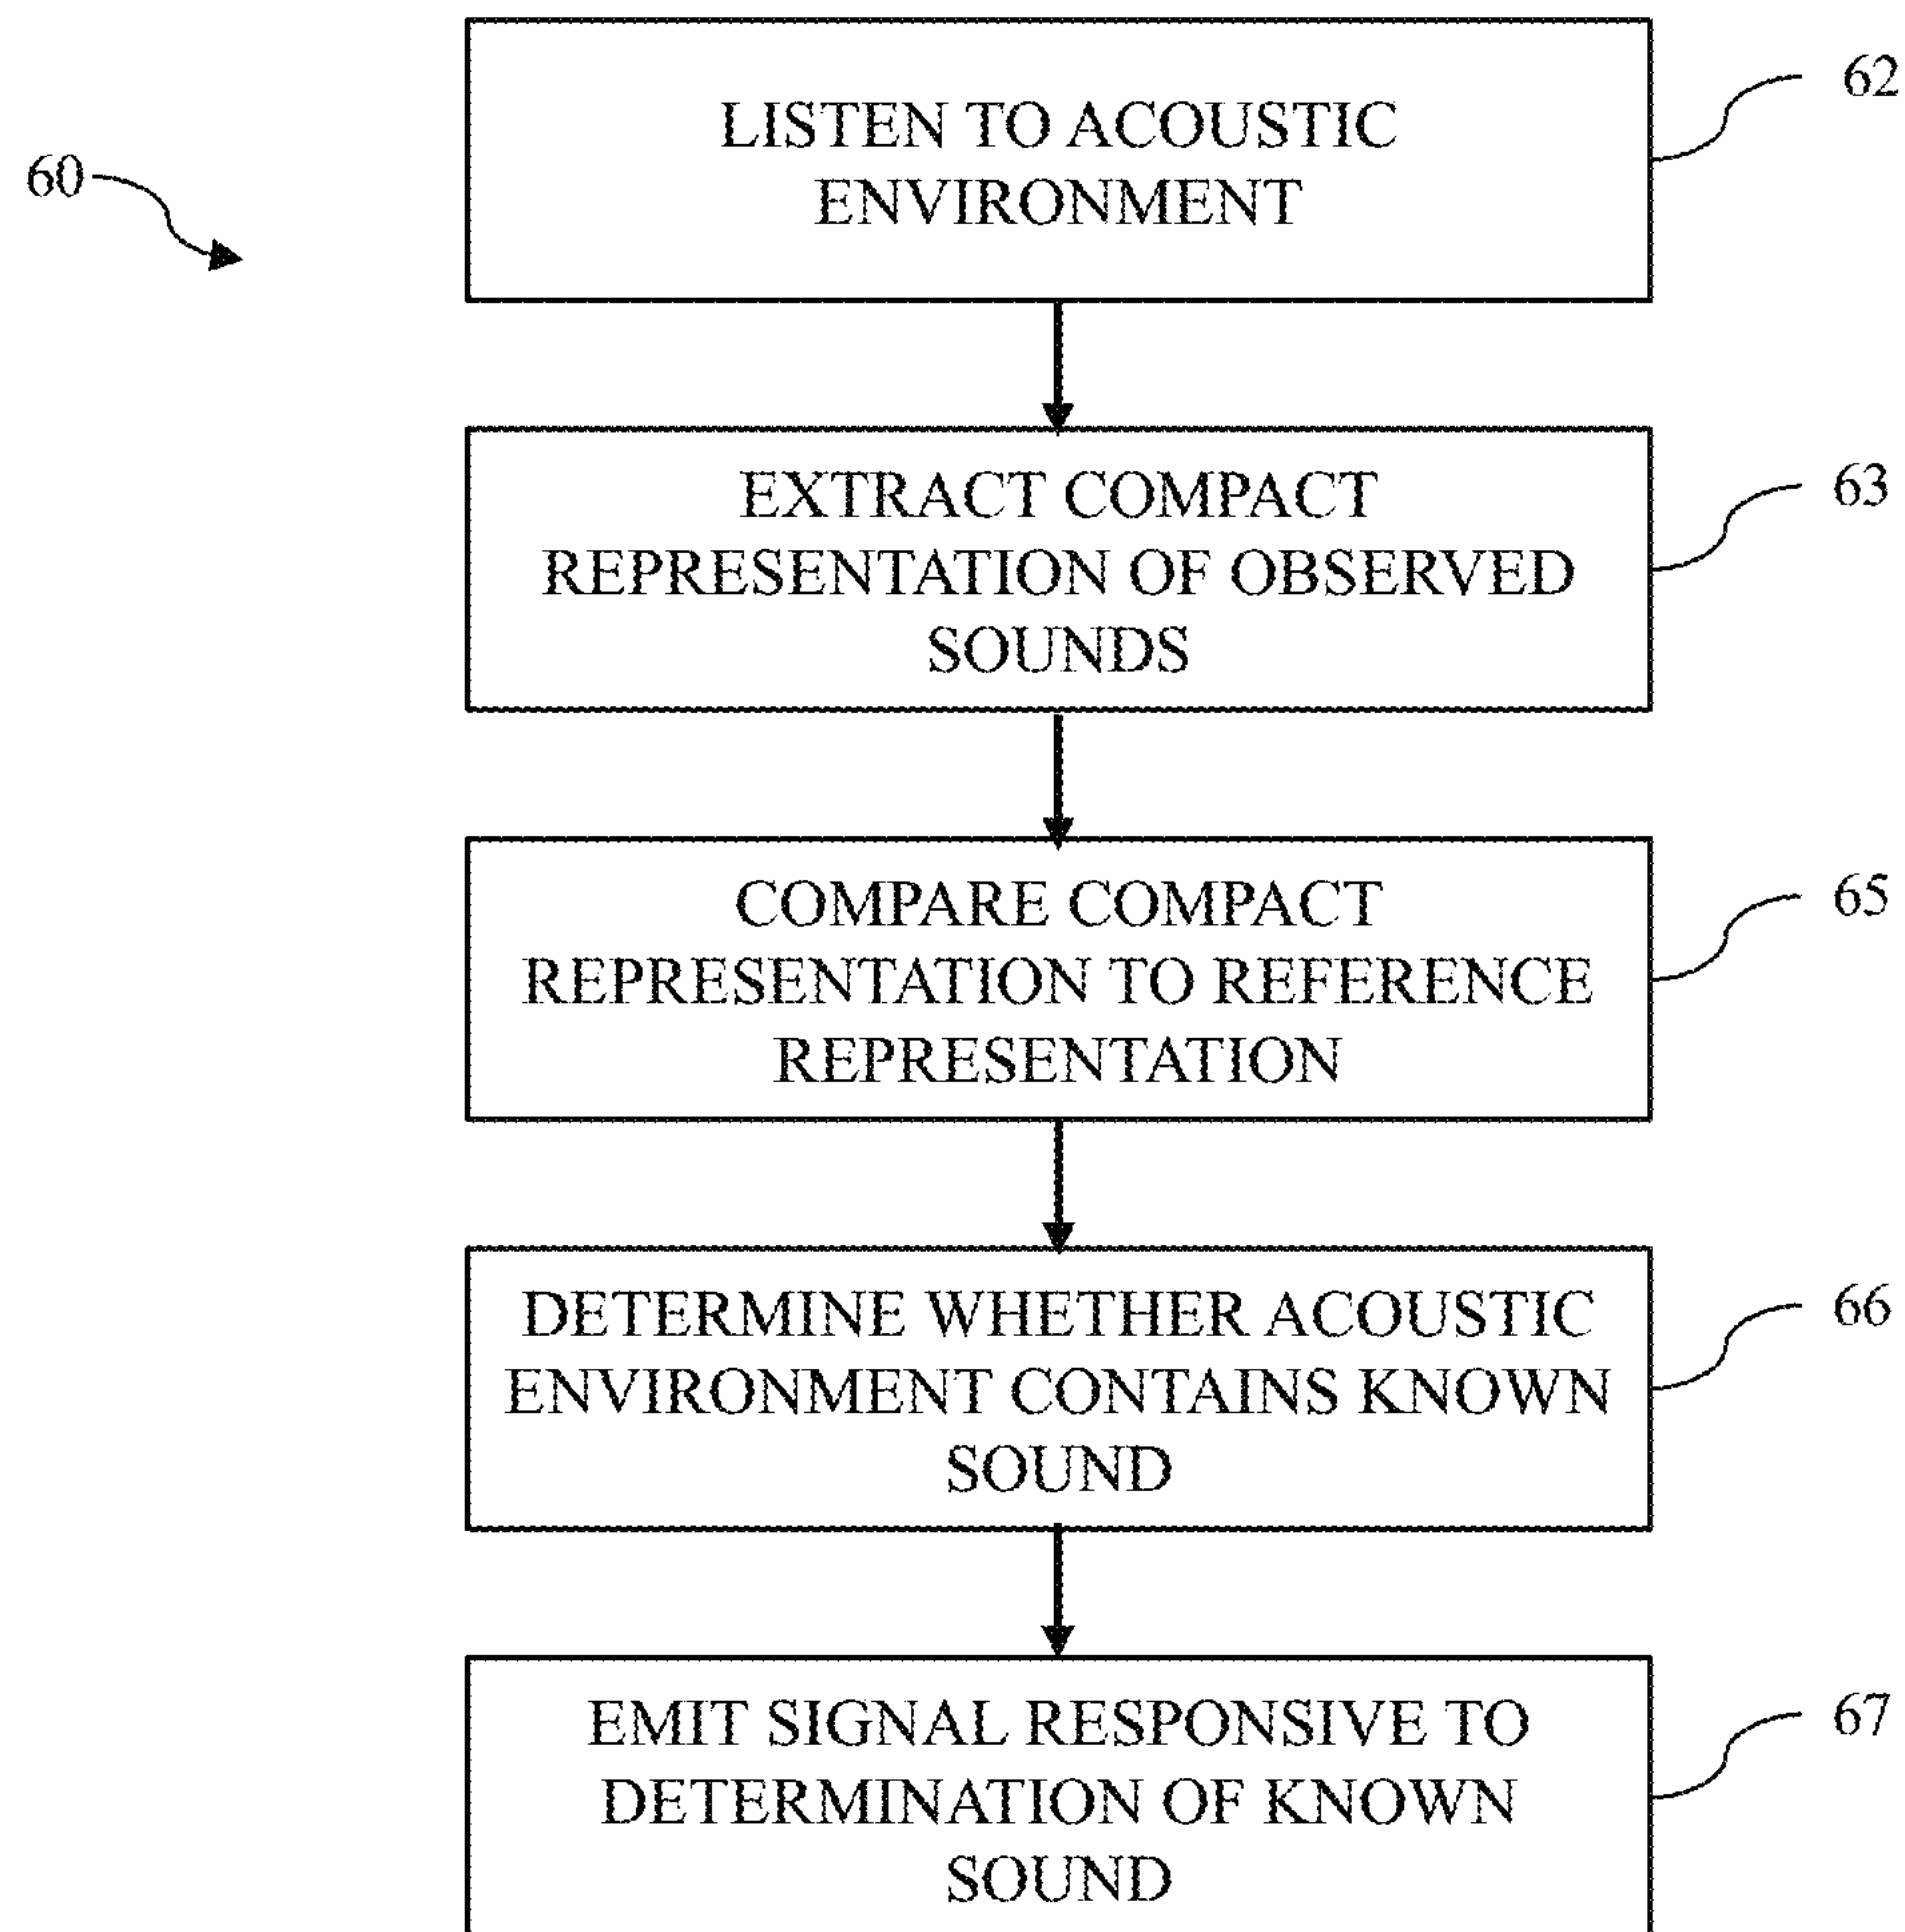 60
LISTEN TO ACOUSTIC
ENVIRONMENT
62
EXTRACT COMPACT
REPRESENTATION OF OBSERVED
SOUNDS
63
COMPARE COMPACT
REPRESENTATION TO REFERENCE
REPRESENTATION
65
DETERMINE WHETHER ACOUSTIC
ENVIRONMENT CONTAINS KNOWN
SOUND
66
EMIT SIGNAL RESPONSIVE TO
DETERMINATION OF KNOWN
SOUND
67